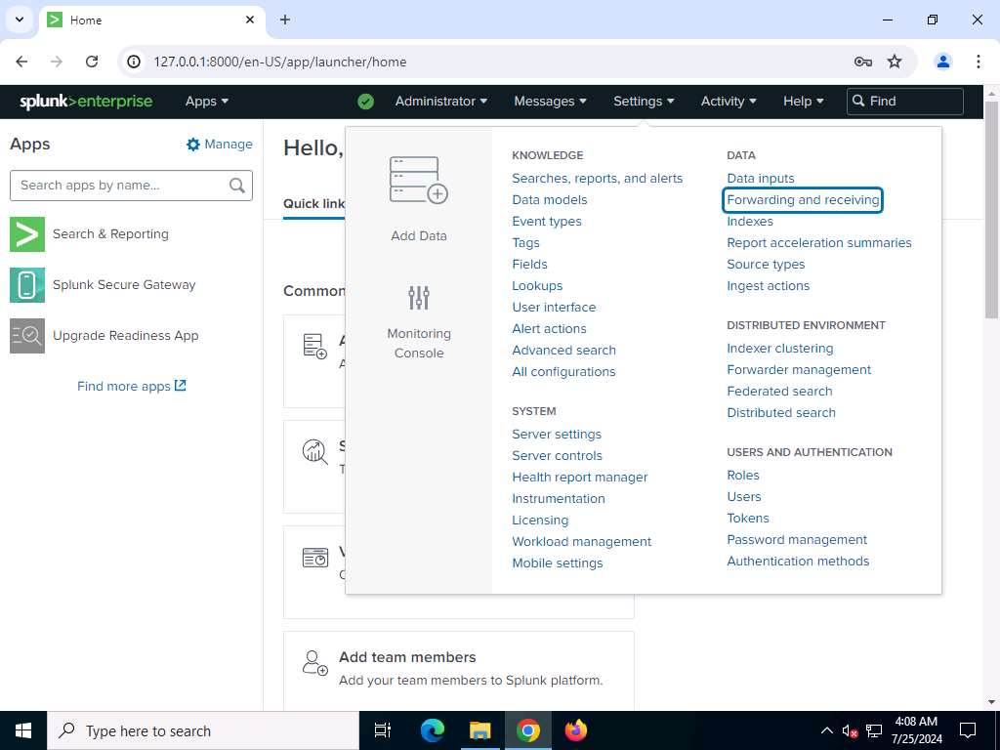 Home
127.0.0.1:8000/en-US/app/launcher/home
splunk>enterprise
Apps
Administrator
Messages
Settings
Activity
Help
Find
Apps
Manage
Search apps by name...
Search & Reporting
Splunk Secure Gateway
Upgrade Readiness App
Find more apps
Hello,
Quick link
Common
Add team members
Add your team members to Splunk platform.
Add Data
Monitoring
Console
KNOWLEDGE
Searches, reports, and alerts
Data models
Event types
Tags
Fields
Lookups
User interface
Alert actions
Advanced search
All configurations
SYSTEM
Server settings
Server controls
Health report manager
Instrumentation
Licensing
Workload management
Mobile settings
DATA
Data inputs
Forwarding and receiving
Indexes
Report acceleration summaries
Source types
Ingest actions
DISTRIBUTED ENVIRONMENT
Indexer clustering
Forwarder management
Federated search
Distributed search
USERS AND AUTHENTICATION
Roles
Users
Tokens
Password management
Authentication methods
Type here to search
4:08 AM
7/25/2024